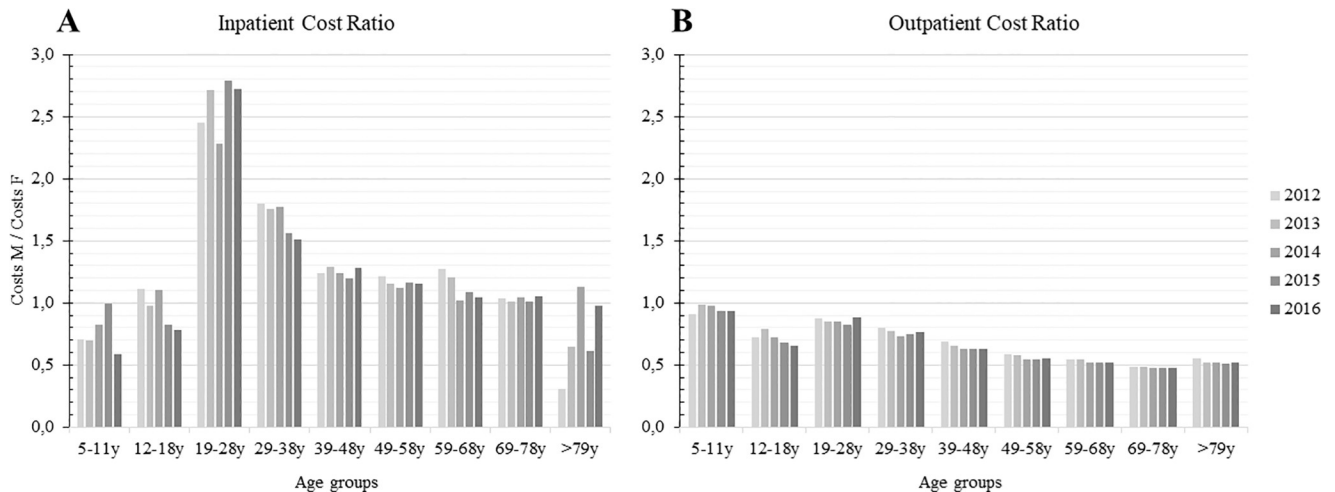 A
Inpatient Cost Ratio
3,0
2,5
2,0
1,5
1,0
0,5
0,0
Costs M / Costs F
5-11y 12-18y 19-28y 29-38y 39-48y 49-58y 59-68y 69-78y >79y
Age groups
B
Outpatient Cost Ratio
3,0
2,5
2,0
1,5
1,0
0,5
0,0
5-11y 12-18y 19-28y 29-38y 39-48y 49-58y 59-68y 69-78y >79y
Age groups
2012
2013
2014
2015
2016